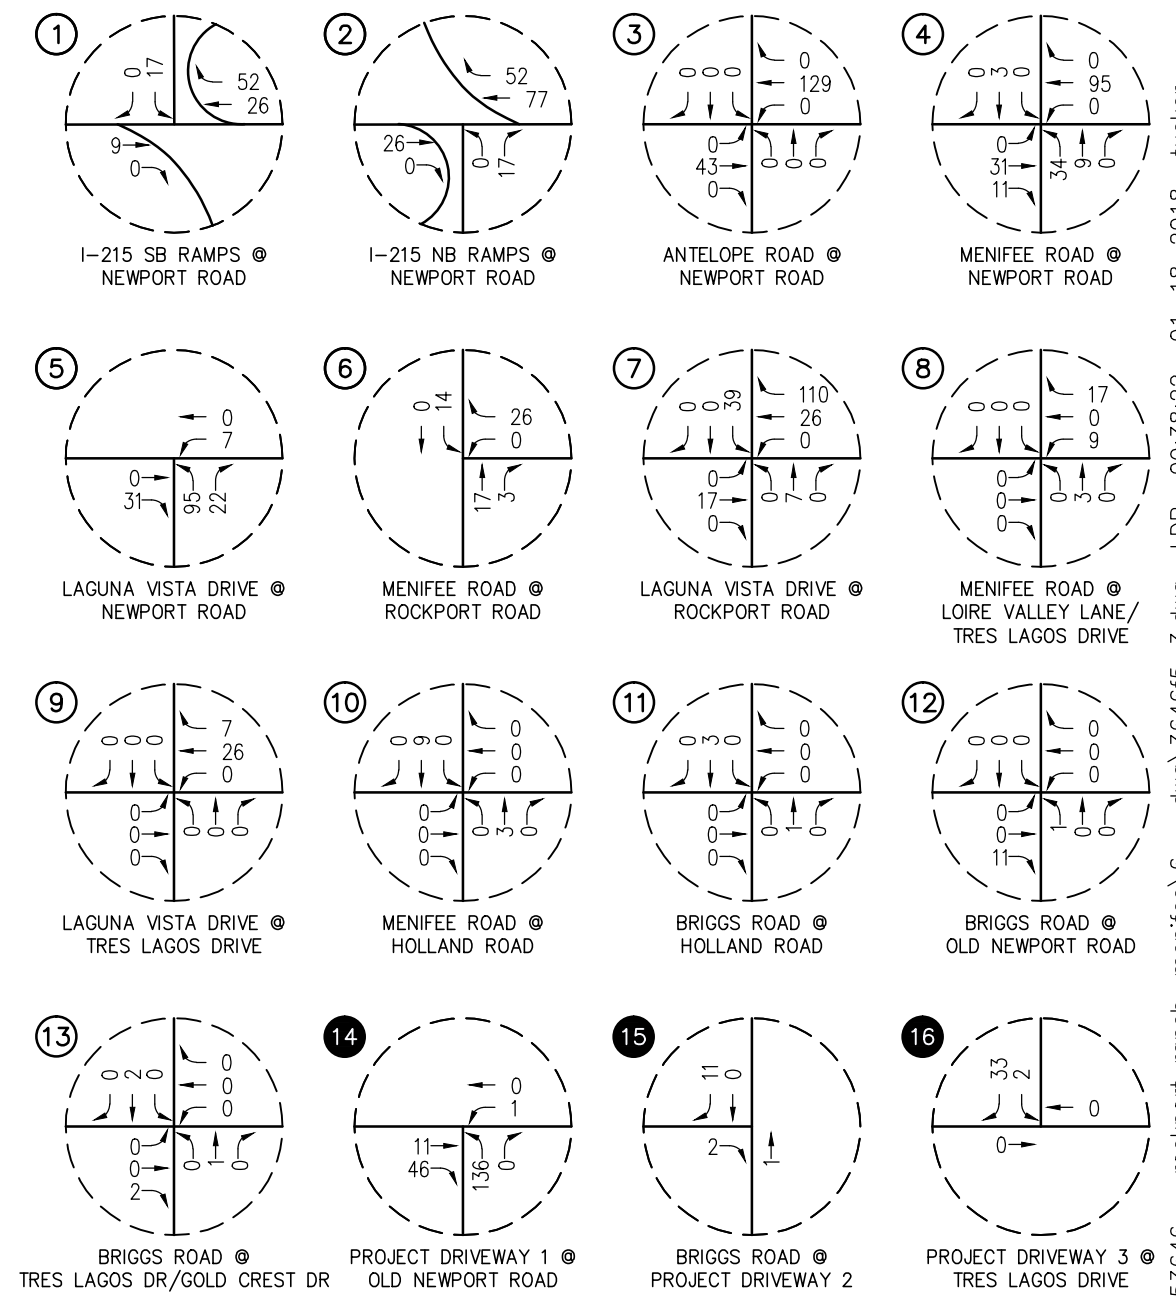 1
0 17
52
26
9
0
I-215 SB RAMPS @
NEWPORT ROAD
2
52
77
26
0
0 17
I-215 NB RAMPS @
NEWPORT ROAD
3
0 0 0
0
129
0
0
43
0
0 0 0
ANTELOPE ROAD @
NEWPORT ROAD
4
0 3 0
0
95
0
0
31
11
34 9 0
MENIFEE ROAD @
NEWPORT ROAD
5
0
7
0
31
95 22
LAGUNA VISTA DRIVE @
NEWPORT ROAD
6
0 14
26
0
17 3
MENIFEE ROAD @
ROCKPORT ROAD
7
0 0 39
110
26
0
0
17
0
0 7 0
LAGUNA VISTA DRIVE @
ROCKPORT ROAD
8
0 0 0
17
0
9
0
0
0
0 3 0
MENIFEE ROAD @
LOIRE VALLEY LANE/
TRES LAGOS DRIVE
9
0 0 0
7
26
0
0
0
0
0 0 0
LAGUNA VISTA DRIVE @
TRES LAGOS DRIVE
10
0 9 0
0
0
0
0
0
0
0 3 0
MENIFEE ROAD @
HOLLAND ROAD
11
0 3 0
0
0
0
0
0
0
0 1 0
BRIGGS ROAD @
HOLLAND ROAD
12
0 0 0
0
0
0
0
0
11
1 0 0
BRIGGS ROAD @
OLD NEWPORT ROAD
13
0 2 0
0
0
0
0
0
2
0 1 0
BRIGGS ROAD @
TRES LAGOS DR/GOLD CREST DR
14
0
1
11
46
136 0
PROJECT DRIVEWAY 1 @
OLD NEWPORT ROAD
15
11 0
2
1
BRIGGS ROAD @
PROJECT DRIVEWAY 2
16
33 2
0
0
PROJECT DRIVEWAY 3 @
TRES LAGOS DRIVE